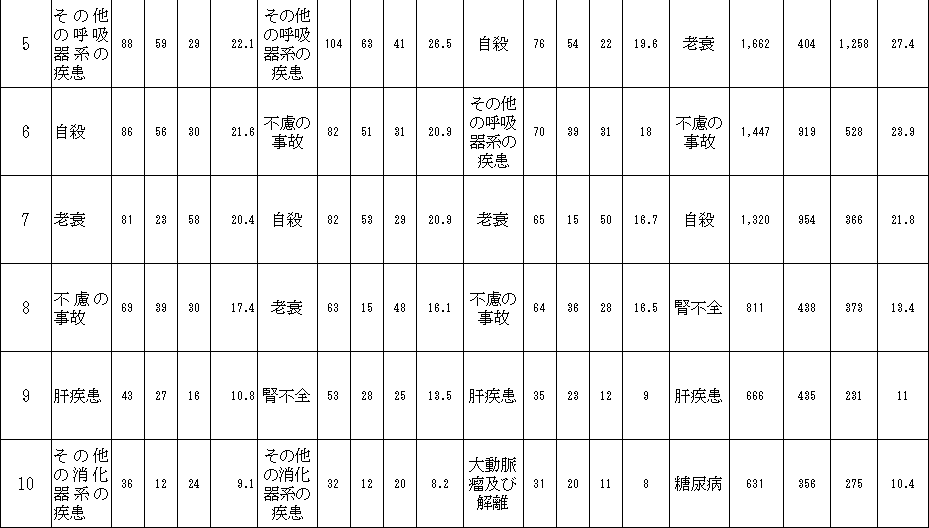 5 その他の呼吸器系の疾患 88 59 29 22.1 その他の呼吸器系の疾患 104 63 41 26.5 自殺 76 54 22 19.6 老衰 1,662 404 1,258 27.4
6 自殺 86 56 30 21.6 不慮の事故 82 51 31 20.9 その他の呼吸器系の疾患 70 39 31 18 不慮の事故 1,447 919 528 23.9
7 老衰 81 23 58 20.4 自殺 82 53 29 20.9 老衰 65 15 50 16.7 自殺 1,320 954 366 21.8
8 不慮の事故 69 39 30 17.4 老衰 63 15 48 16.1 不慮の事故 64 36 28 16.5 腎不全 811 438 373 13.4
9 肝疾患 43 27 16 10.8 腎不全 53 28 25 13.5 肝疾患 35 23 12 9 肝疾患 666 435 231 11
10 その他の消化器系の疾患 36 12 24 9.1 その他の消化器系の疾患 32 12 20 8.2 大動脈瘤及び解離 31 20 11 8 糖尿病 631 356 275 10.4